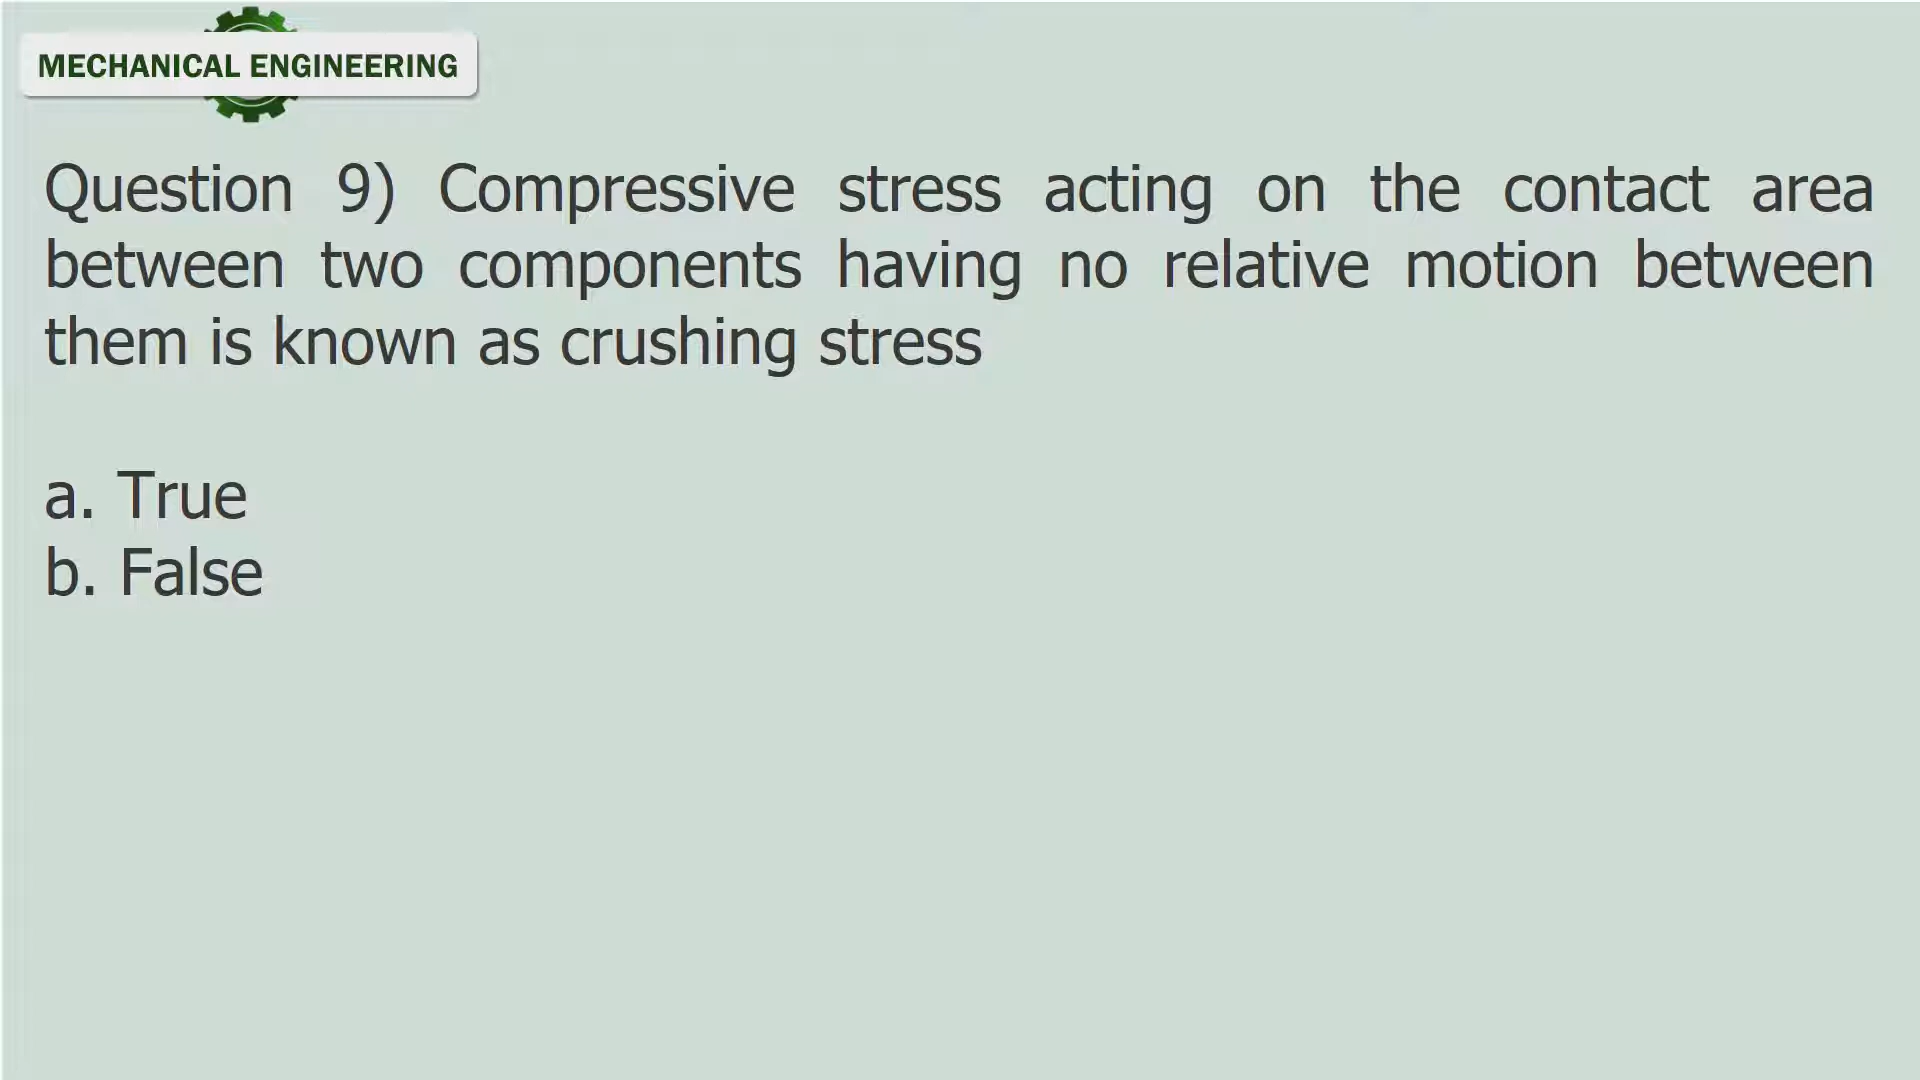 MECHANICAL ENGINEERING
Question 9) Compressive stress acting on the contact area
between two components having no relative motion between
them is known as crushing stress
a. True
b. False